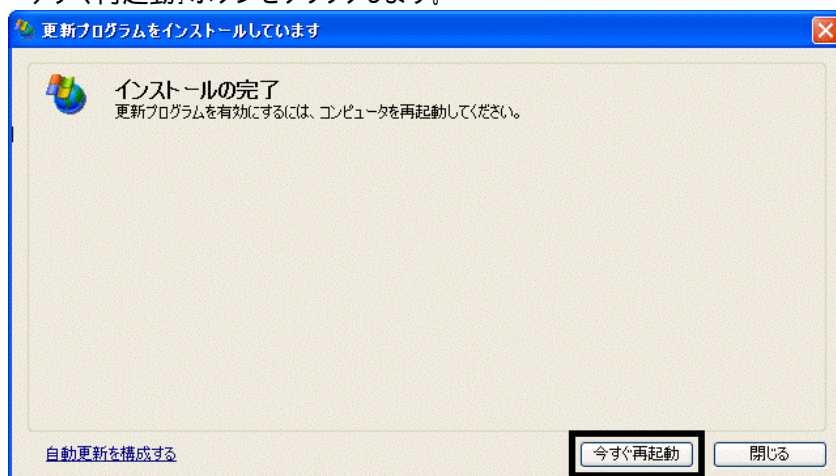 更新プログラムをインストールしています
インストールの完了
更新プログラムを有効にするには、コンピュータを再起動してください。
自動更新を構成する
今すぐ再起動
閉じる